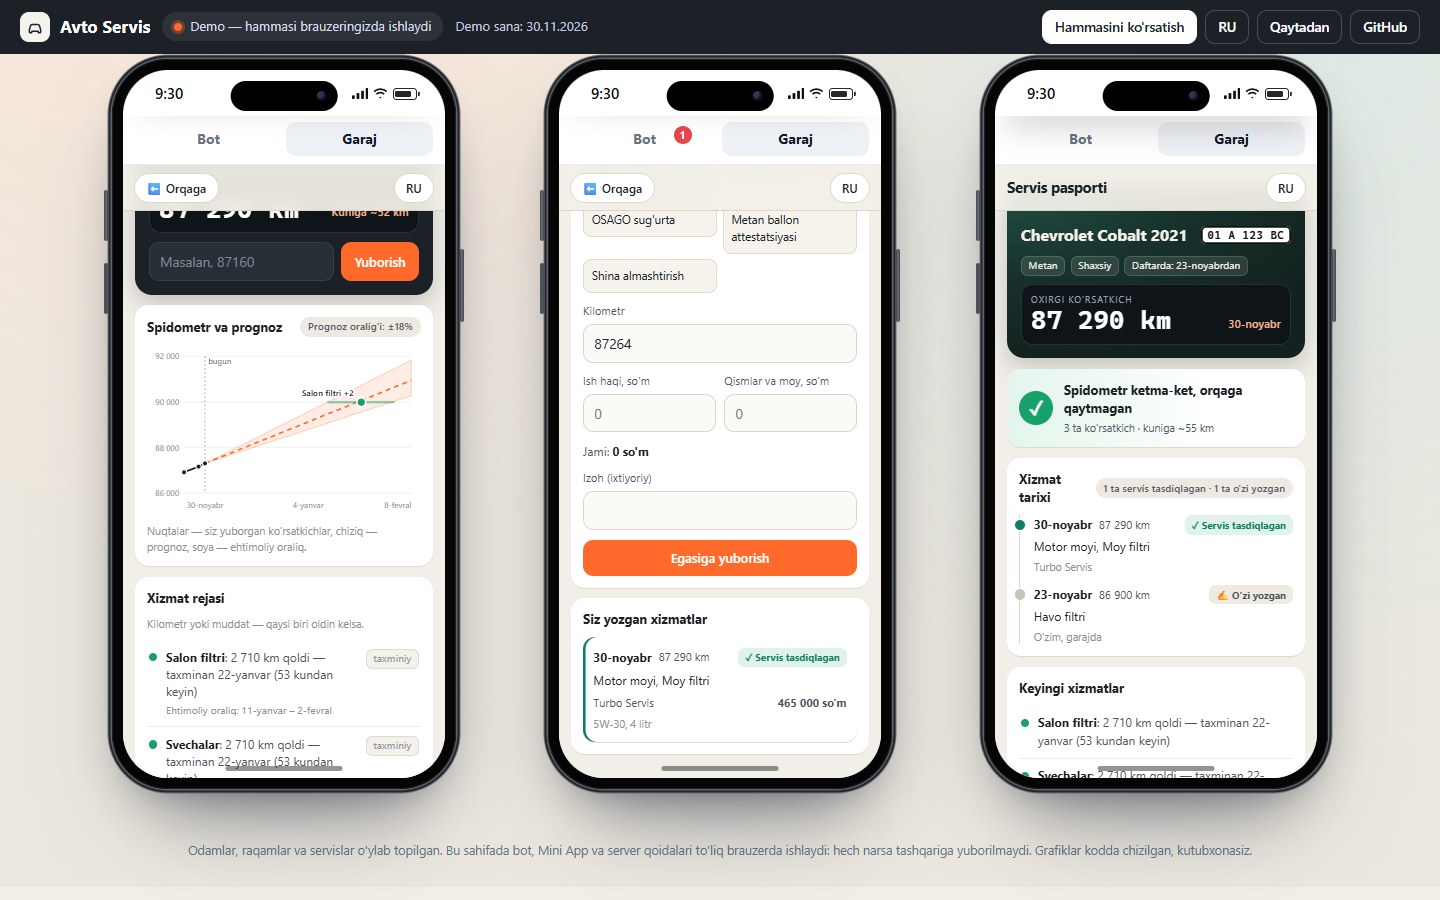 Avto Servis
Demo — hammasi brauzeringizda ishlaydi
Demo sana: 30.11.2026
Hammasini ko'rsatish
RU
Qaytadan
GitHub
9:30
Bot
Garaj
Orqaga
RU
87 290 km
Kuniga ~52 km
Masalan, 87160
Yuborish
Spidometr va prognoz
Prognoz oralig'i: ±18%
92 000
bugun
Salon filtri +2
90 000
88 000
86 000
30-noyabr
4-yanvar
8-fevral
Nuqtalar — siz yuborgan ko'rsatkichlar, chiziq —
prognoz, soya — ehtimoliy oraliq.
Xizmat rejasi
Kilometr yoki muddat — qaysi biri oldin kelsa.
Salon filtri: 2 710 km qoldi —
taxminan 22-yanvar (53 kundan
keyin)
taxminiy
Ehtimoliy oraliq: 11-yanvar – 2-fevral
Svechalar: 2 710 km qoldi —
taxminan 22-yanvar (53 kundan
keyin)
taxminiy
9:30
Bot
1
Garaj
Orqaga
RU
OSAGO sug'urta
Metan ballon
attestatsiyasi
Shina almashtirish
Kilometr
87264
Ish haqi, so'm
Qismlar va moy, so'm
0
0
Jami: 0 so'm
Izoh (ixtiyoriy)
Egasiga yuborish
Siz yozgan xizmatlar
30-noyabr 87 290 km
✓ Servis tasdiqlagan
Motor moyi, Moy filtri
Turbo Servis
465 000 so'm
5W-30, 4 litr
9:30
Bot
Garaj
Servis pasporti
RU
Chevrolet Cobalt 2021
01 A 123 BC
Metan
Shaxsiy
Daftarda: 23-noyabrdan
OXIRGI KO'RSATKICH
87 290 km
30-noyabr
Spidometr ketma-ket, orqaga
qaytmagan
3 ta ko'rsatkich · kuniga ~55 km
Xizmat
tarixi
1 ta servis tasdiqlagan · 1 ta o'zi yozgan
30-noyabr 87 290 km
✓ Servis tasdiqlagan
Motor moyi, Moy filtri
Turbo Servis
23-noyabr 86 900 km
✍ O'zi yozgan
Havo filtri
O'zim, garajda
Keyingi xizmatlar
Salon filtri: 2 710 km qoldi — taxminan 22-
yanvar (53 kundan keyin)
Svechalar: 2 710 km qoldi — taxminan 22-
Odamlar, raqamlar va servislar o'ylab topilgan. Bu sahifada bot, Mini App va server qoidalari to'liq brauzerda ishlaydi: hech narsa tashqariga yuborilmaydi. Grafiklar kodda chizilgan, kutubxonasiz.